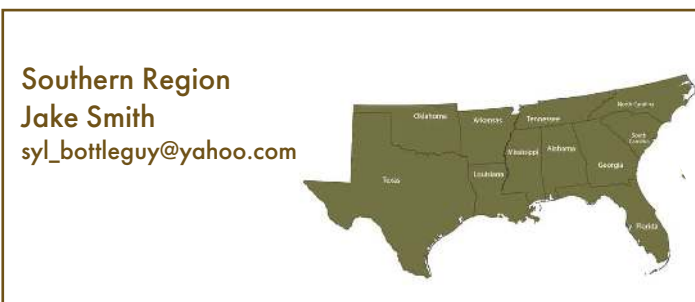 Southern Region
Jake Smith
syl_bottleguy@yahoo.com
North Carolina
Oklahoma
Arkansas
Tennessee
South
Carolina
Mississippi
Alabama
Georgia
Texas
Louisiana
Florida